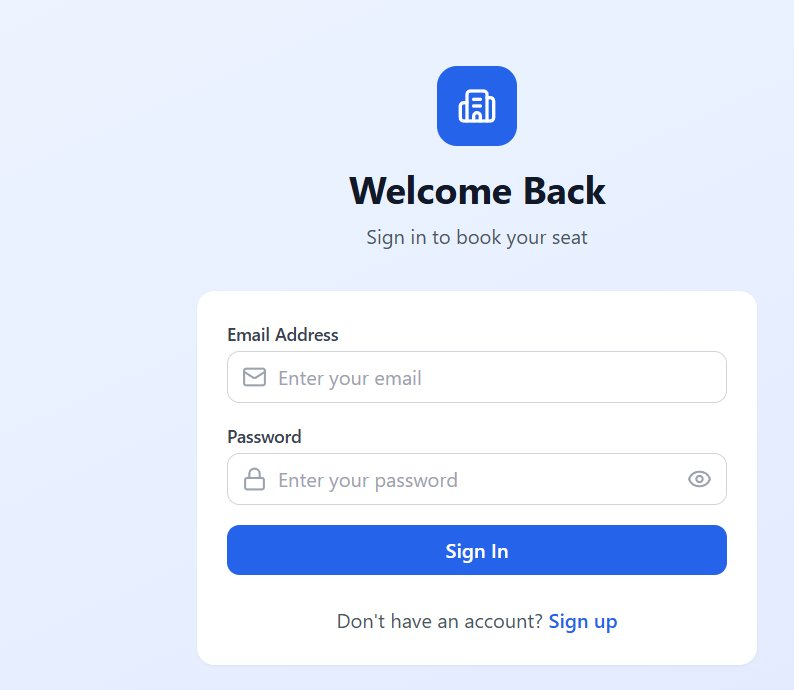 Welcome Back
Sign in to book your seat
Email Address
Enter your email
Password
Enter your password
Sign In
Don't have an account? Sign up